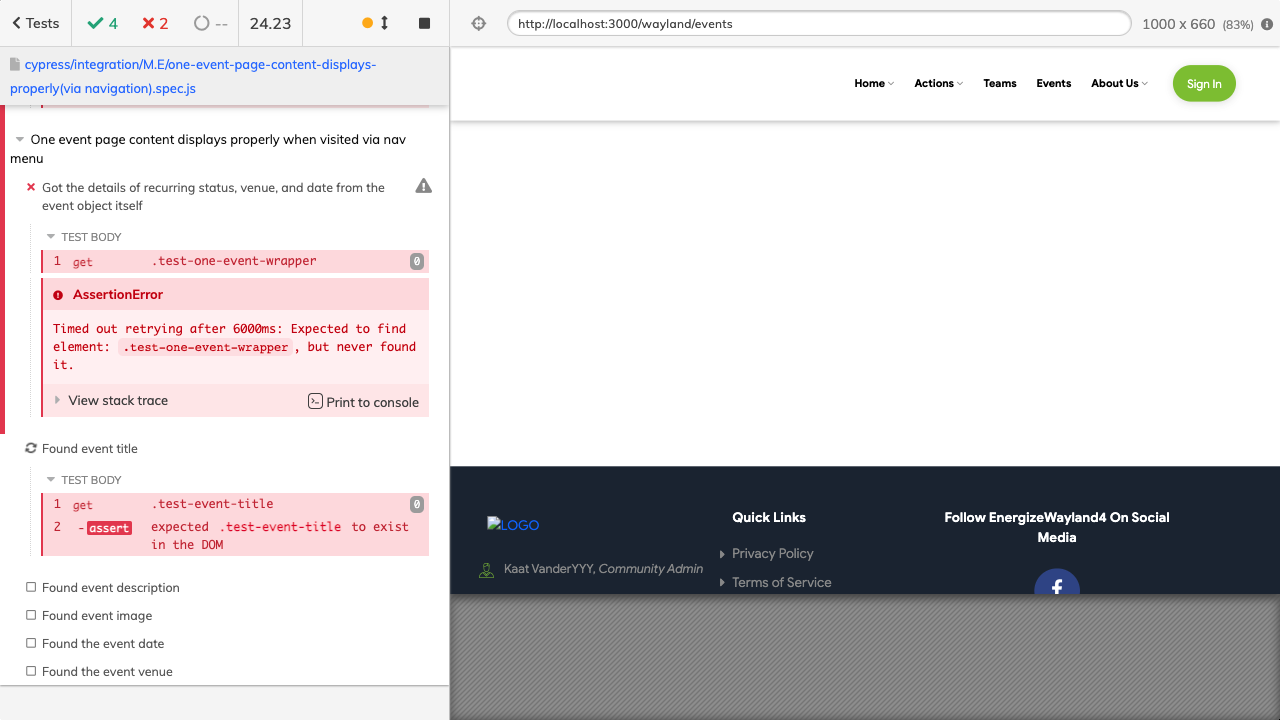 Tests
4
2
--
24.23
http://localhost:3000/wayland/events
1000 x 660 (83%)
cypress/integration/M.E/one-event-page-content-displays-
properly(via navigation).spec.js
One event page content displays properly when visited via nav
menu
Got the details of recurring status, venue, and date from the
event object itself
TEST BODY
1 get .test-one-event-wrapper 0
AssertionError
Timed out retrying after 6000ms: Expected to find
element: .test-one-event-wrapper, but never found
it.
View stack trace
Print to console
Found event title
TEST BODY
1 get .test-event-title 0
2 -assert expected .test-event-title to exist
in the DOM
Found event description
Found event image
Found the event date
Found the event venue
Home
Actions
Teams
Events
About Us
Sign In
LOGO
Kaat VanderYYY, Community Admin
Quick Links
Privacy Policy
Terms of Service
Follow EnergizeWayland4 On Social
Media